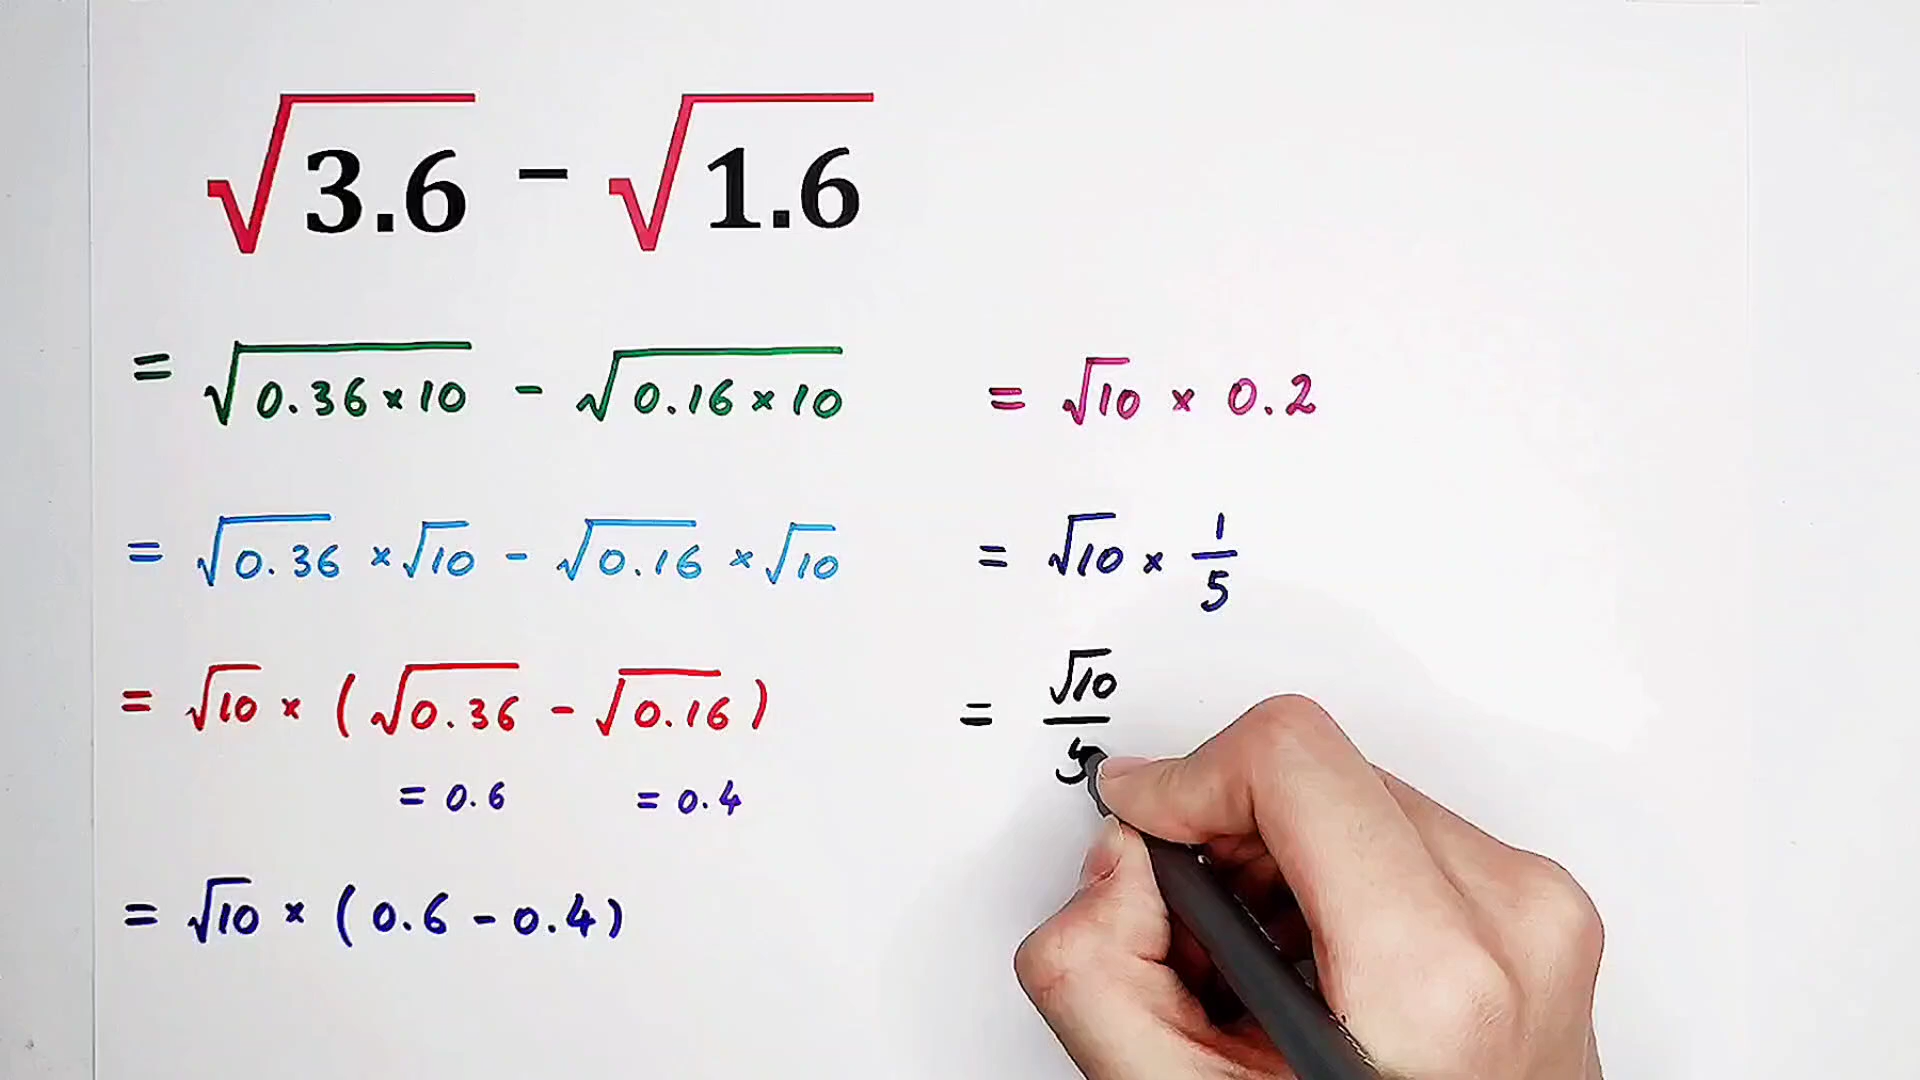 √3.6 − √1.6
= √0.36 × 10 − √0.16 × 10
= √0.36 × √10 − √0.16 × √10
= √10 × (√0.36 − √0.16)
= 0.6 = 0.4
= √10 × (0.6 − 0.4)
= √10 × 0.2
= √10 × 1/5
= √10/5